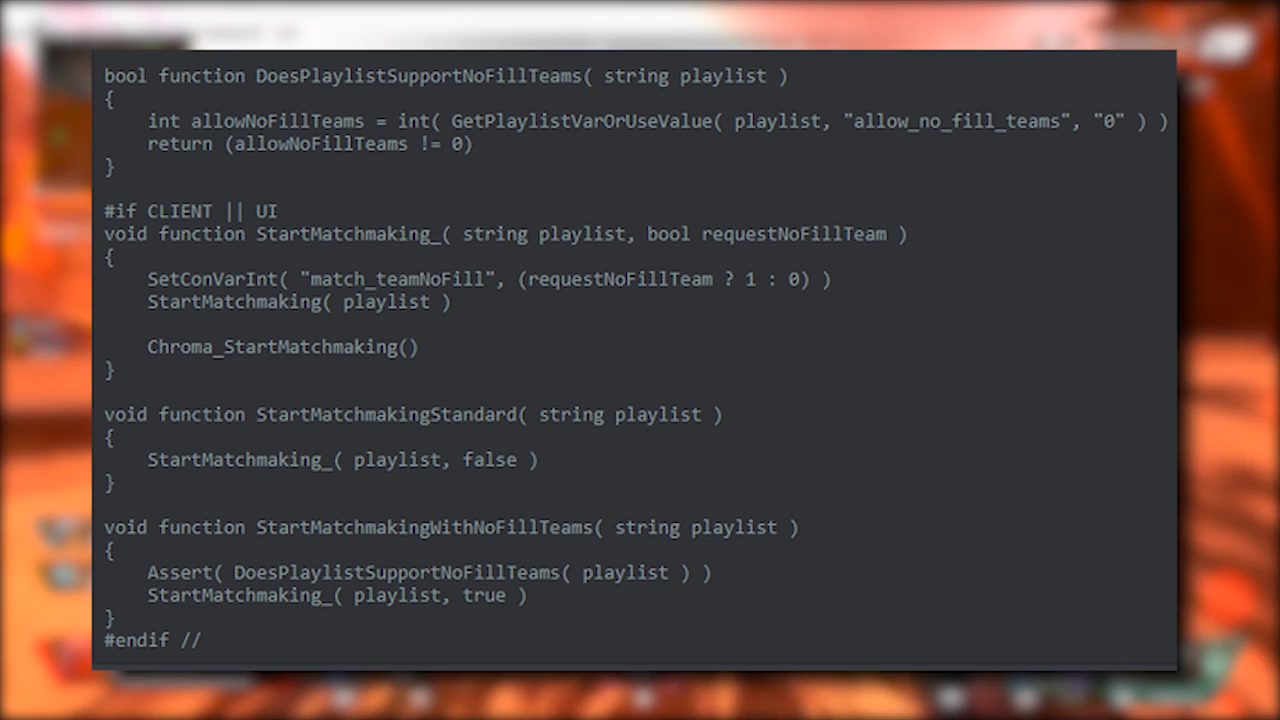 bool function DoesPlaylistSupportNoFillTeams( string playlist )
{
    int allowNoFillTeams = int( GetPlaylistVarOrUseValue( playlist, "allow_no_fill_teams", "0" ) )
    return (allowNoFillTeams != 0)
}

#if CLIENT || UI
void function StartMatchmaking_( string playlist, bool requestNoFillTeam )
{
    SetConVarInt( "match_teamNoFill", (requestNoFillTeam ? 1 : 0) )
    StartMatchmaking( playlist )

    Chroma_StartMatchmaking()
}

void function StartMatchmakingStandard( string playlist )
{
    StartMatchmaking_( playlist, false )
}

void function StartMatchmakingWithNoFillTeams( string playlist )
{
    Assert( DoesPlaylistSupportNoFillTeams( playlist ) )
    StartMatchmaking_( playlist, true )
}
#endif //